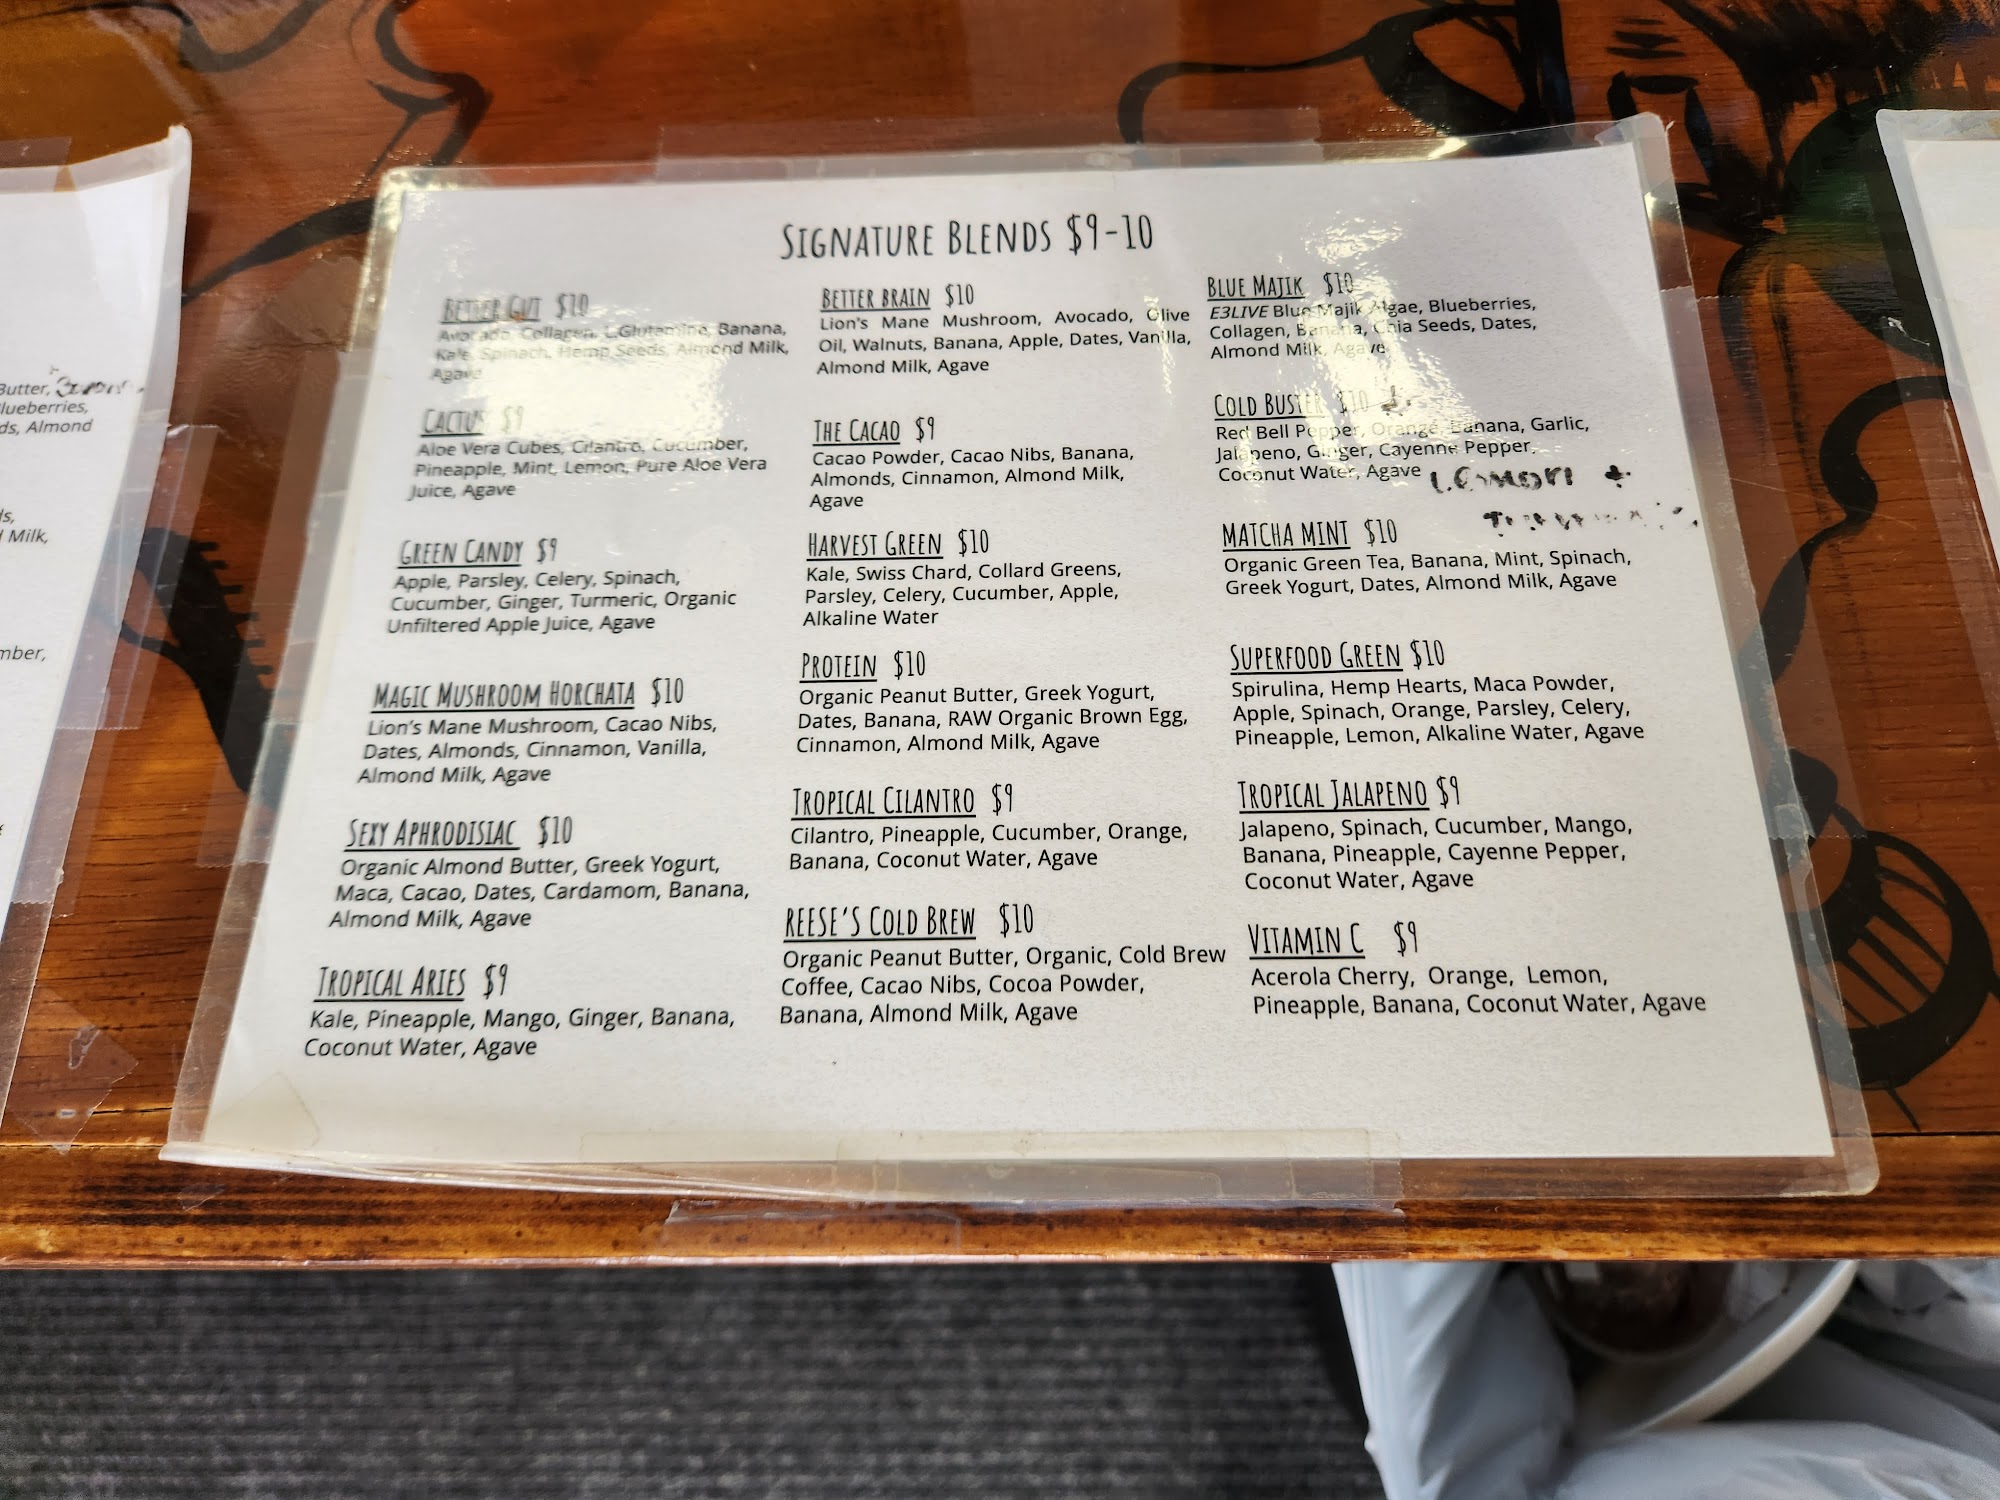 Butter,
lueberries,
ds, Almond
ds,
Milk,
mber,
SIGNATURE BLENDS $9-10
BETTER GUT $10
Avocado, Collagen, L.Glutamine, Banana,
Kale, Spinach, Hemp Seeds, Almond Milk,
Agave
CACTUS $9
Aloe Vera Cubes, Cilantro, Cucumber,
Pineapple, Mint, Lemon, Pure Aloe Vera
Juice, Agave
GREEN CANDY $9
Apple, Parsley, Celery, Spinach,
Cucumber, Ginger, Turmeric, Organic
Unfiltered Apple Juice, Agave
MAGIC MUSHROOM HORCHATA $10
Lion's Mane Mushroom, Cacao Nibs,
Dates, Almonds, Cinnamon, Vanilla,
Almond Milk, Agave
SEXY APHRODISIAC $10
Organic Almond Butter, Greek Yogurt,
Maca, Cacao, Dates, Cardamom, Banana,
Almond Milk, Agave
TROPICAL ARIES $9
Kale, Pineapple, Mango, Ginger, Banana,
Coconut Water, Agave
BETTER BRAIN $10
Lion's Mane Mushroom, Avocado, Olive
Oil, Walnuts, Banana, Apple, Dates, Vanilla,
Almond Milk, Agave
THE CACAO $9
Cacao Powder, Cacao Nibs, Banana,
Almonds, Cinnamon, Almond Milk,
Agave
HARVEST GREEN $10
Kale, Swiss Chard, Collard Greens,
Parsley, Celery, Cucumber, Apple,
Alkaline Water
PROTEIN $10
Organic Peanut Butter, Greek Yogurt,
Dates, Banana, RAW Organic Brown Egg,
Cinnamon, Almond Milk, Agave
TROPICAL CILANTRO $9
Cilantro, Pineapple, Cucumber, Orange,
Banana, Coconut Water, Agave
REESE'S COLD BREW $10
Organic Peanut Butter, Organic, Cold Brew
Coffee, Cacao Nibs, Cocoa Powder,
Banana, Almond Milk, Agave
BLUE MAJIK $10
E3LIVE Blue Majik Algae, Blueberries,
Collagen, Banana, Chia Seeds, Dates,
Almond Milk, Agave
COLD BUSTER $10
Red Bell Pepper, Orange, Banana, Garlic,
Jalapeno, Ginger, Cayenne Pepper,
Coconut Water, Agave Lemon +
MATCHA MINT $10
Organic Green Tea, Banana, Mint, Spinach,
Greek Yogurt, Dates, Almond Milk, Agave
SUPERFOOD GREEN $10
Spirulina, Hemp Hearts, Maca Powder,
Apple, Spinach, Orange, Parsley, Celery,
Pineapple, Lemon, Alkaline Water, Agave
TROPICAL JALAPENO $9
Jalapeno, Spinach, Cucumber, Mango,
Banana, Pineapple, Cayenne Pepper,
Coconut Water, Agave
VITAMIN C $9
Acerola Cherry, Orange, Lemon,
Pineapple, Banana, Coconut Water, Agave